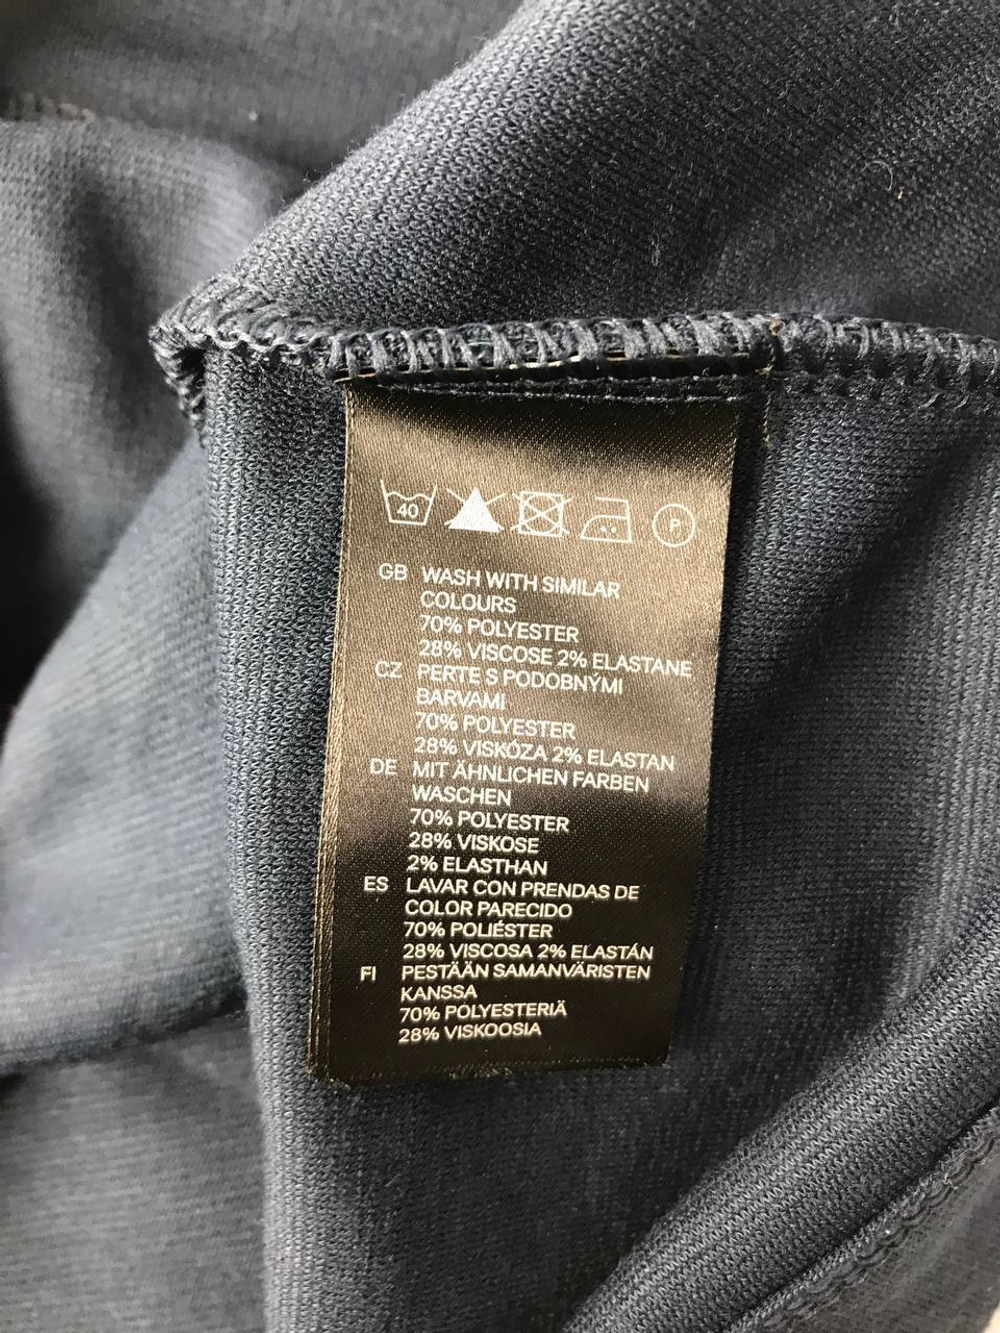 40
P
GB WASH WITH SIMILAR
COLOURS
70% POLYESTER
28% VISCOSE 2% ELASTANE
CZ PERTE S PODOBNÝMI
BARVAMI
70% POLYESTER
28% VISKÓZA 2% ELASTAN
DE MIT ÄHNLICHEN FARBEN
WASCHEN
70% POLYESTER
28% VISKOSE
2% ELASTHAN
ES LAVAR CON PRENDAS DE
COLOR PARECIDO
70% POLIÉSTER
28% VISCOSA 2% ELASTÁN
FI PESTÄÄN SAMANVÄRISTEN
KANSSA
70% POLYESTERIÄ
28% VISKOOSIA